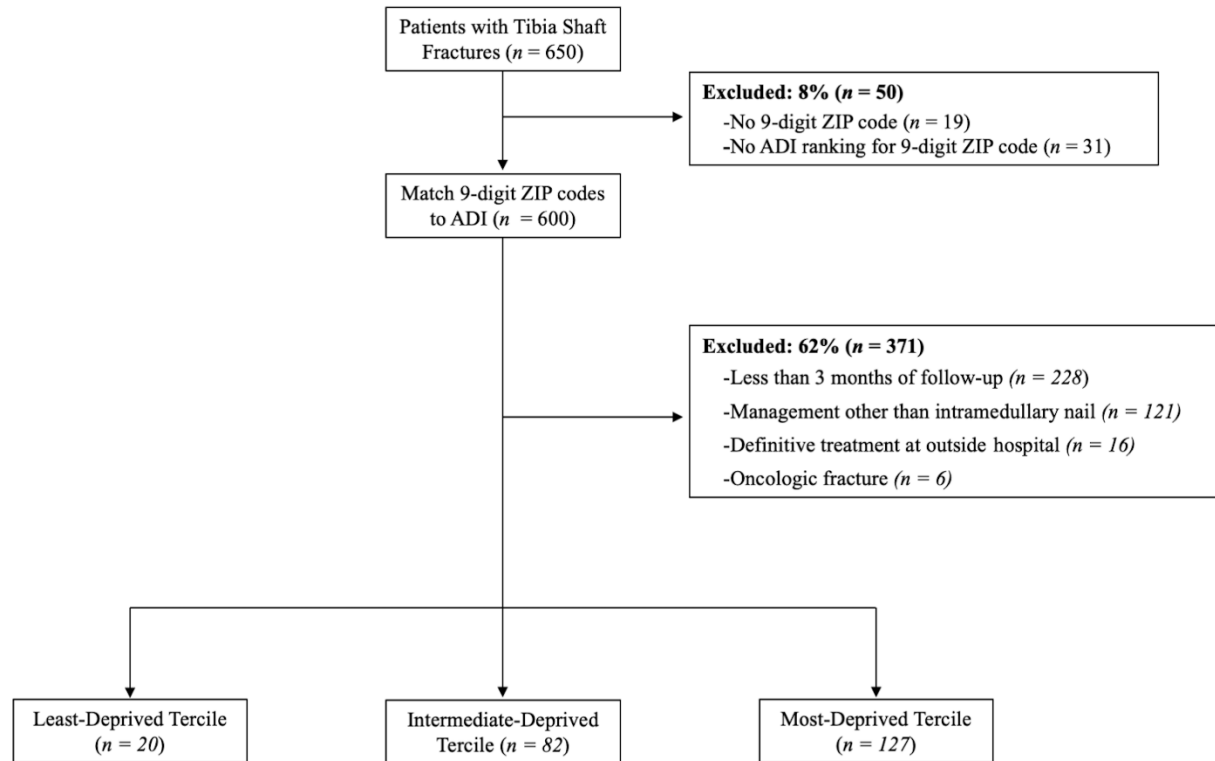 Patients with Tibia Shaft
Fractures (n = 650)
Excluded: 8% (n = 50)
-No 9-digit ZIP code (n = 19)
-No ADI ranking for 9-digit ZIP code (n = 31)
Match 9-digit ZIP codes
to ADI (n = 600)
Excluded: 62% (n = 371)
-Less than 3 months of follow-up (n = 228)
-Management other than intramedullary nail (n = 121)
-Definitive treatment at outside hospital (n = 16)
-Oncologic fracture (n = 6)
Least-Deprived Tercile
(n = 20)
Intermediate-Deprived
Tercile (n = 82)
Most-Deprived Tercile
(n = 127)